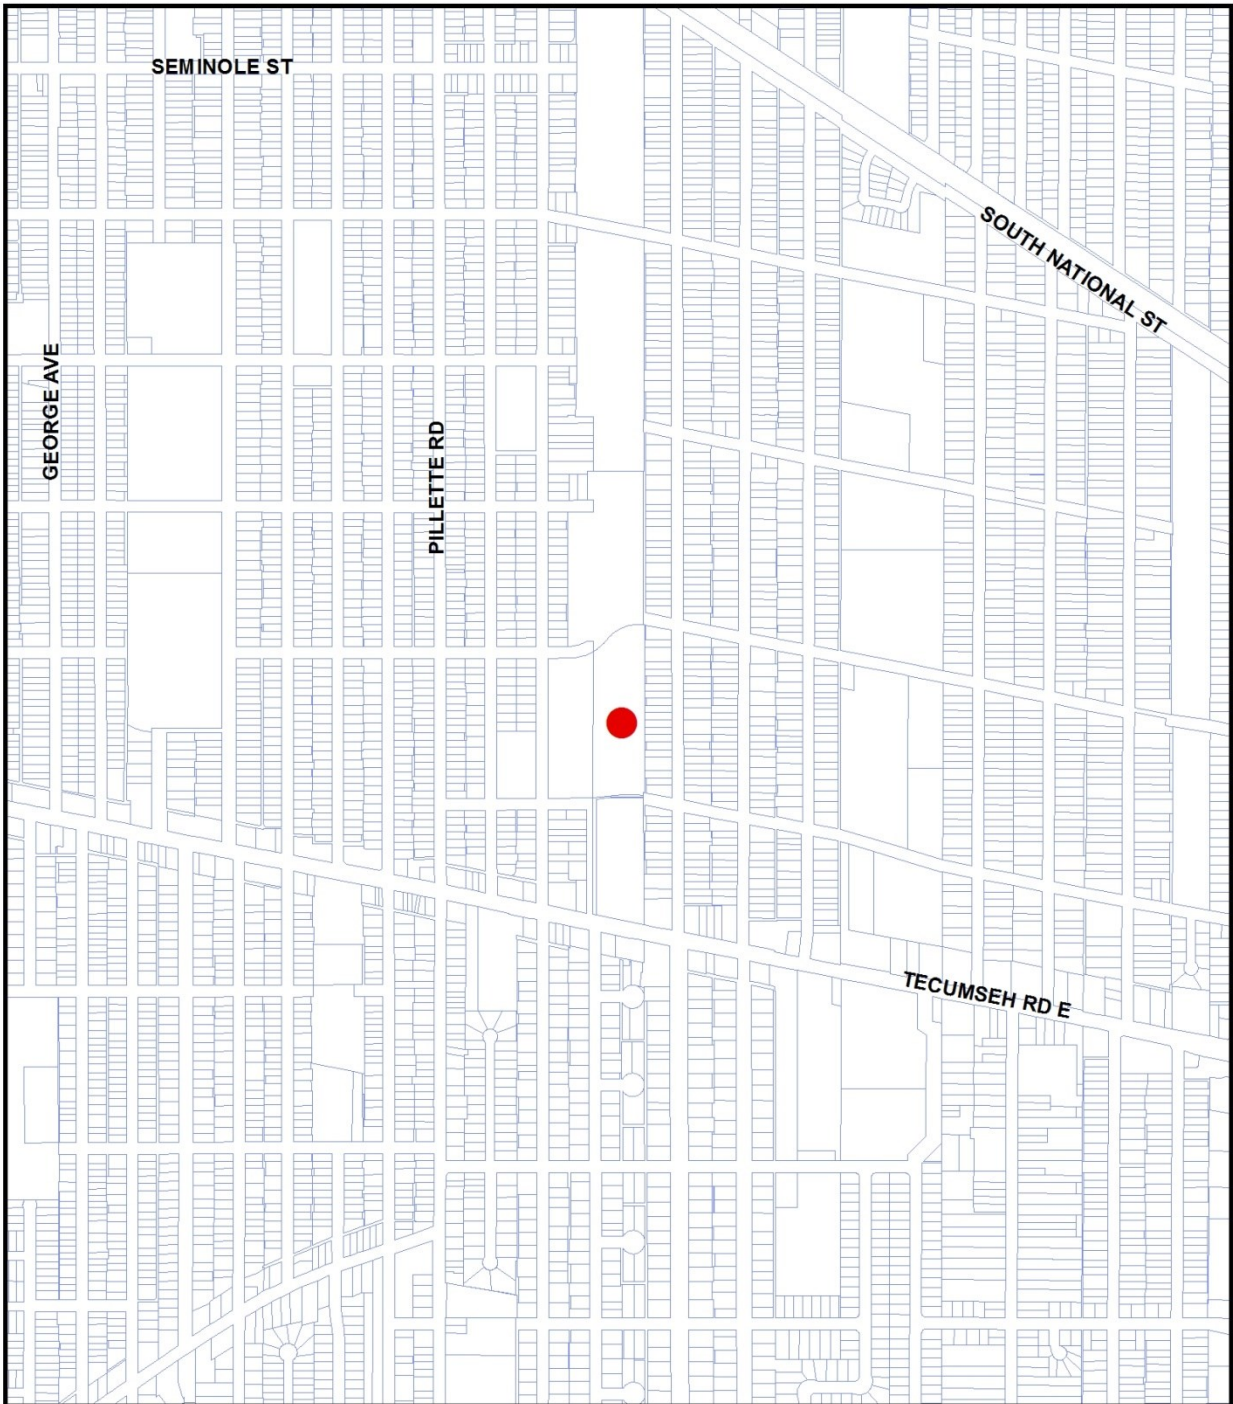 SEMINOLE ST
SOUTH NATIONAL ST
GEORGE AVE
PILLETTE RD
TECUMSEH RD E